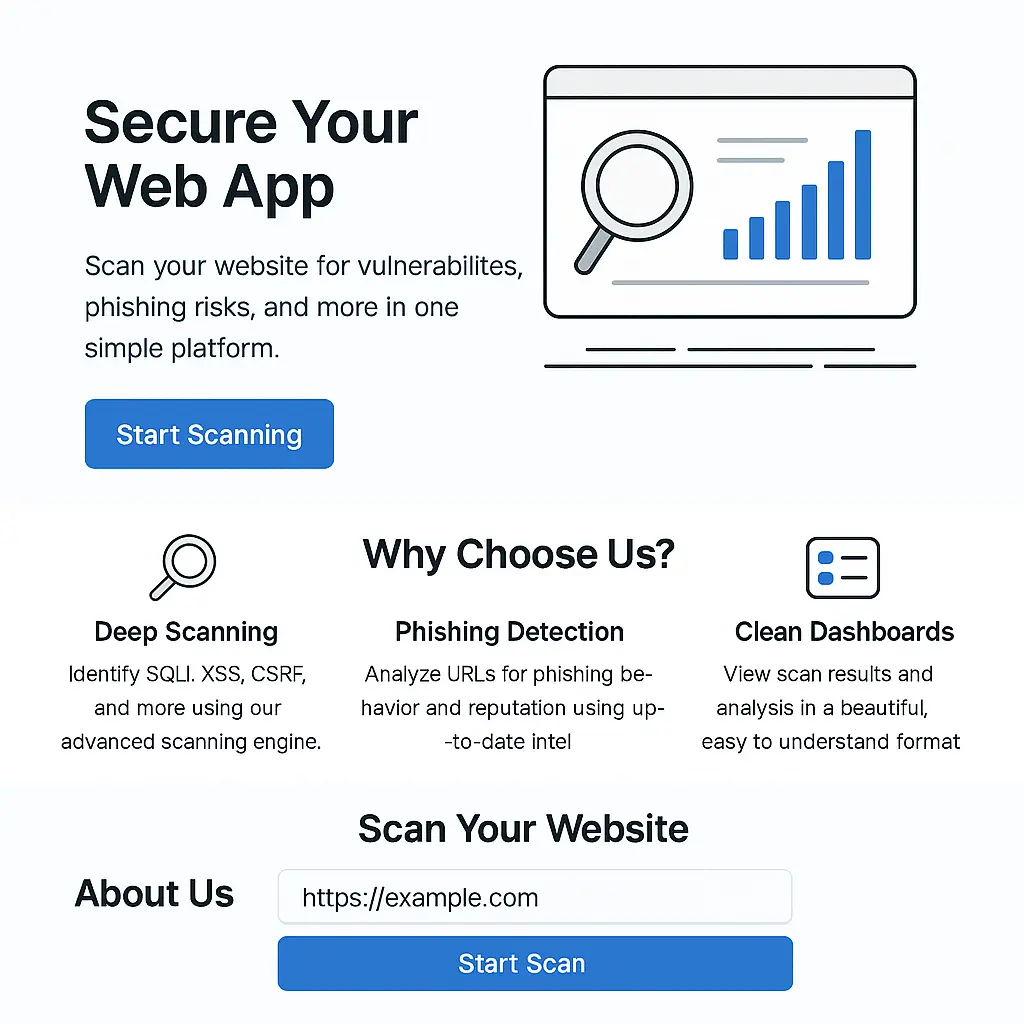 Secure Your
Web App
Scan your website for vulnerabilites,
phishing risks, and more in one
simple platform.
Start Scanning
Why Choose Us?
Deep Scanning
Identify SQLI. XSS, CSRF,
and more using our
advanced scanning engine.
Phishing Detection
Analyze URLs for phishing be-
havior and reputation using up-
-to-date intel
Clean Dashboards
View scan results and
analysis in a beautiful,
easy to understand format
Scan Your Website
About Us
https://example.com
Start Scan